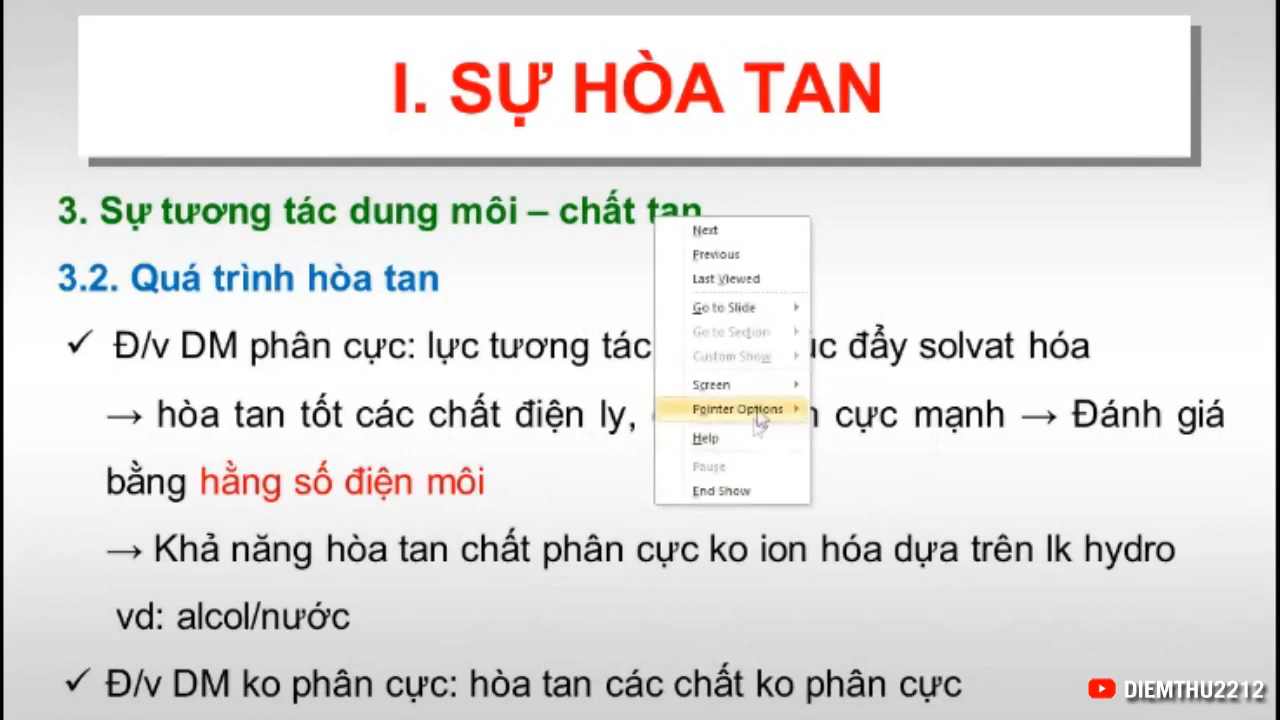 I. SỰ HÒA TAN
3. Sự tương tác dung môi – chất tan
3.2. Quá trình hòa tan
✓ Đ/v DM phân cực: lực tương tác đẩy solvat hóa
→ hòa tan tốt các chất điện ly, cực mạnh → Đánh giá
bằng hằng số điện môi
→ Khả năng hòa tan chất phân cực ko ion hóa dựa trên lk hydro
vd: alcol/nước
✓ Đ/v DM ko phân cực: hòa tan các chất ko phân cực
Next
Previous
Last Viewed
Go to Slide
Go to Section
Custom Show
Screen
Pointer Options
Help
Pause
End Show
DIEMTHU2212